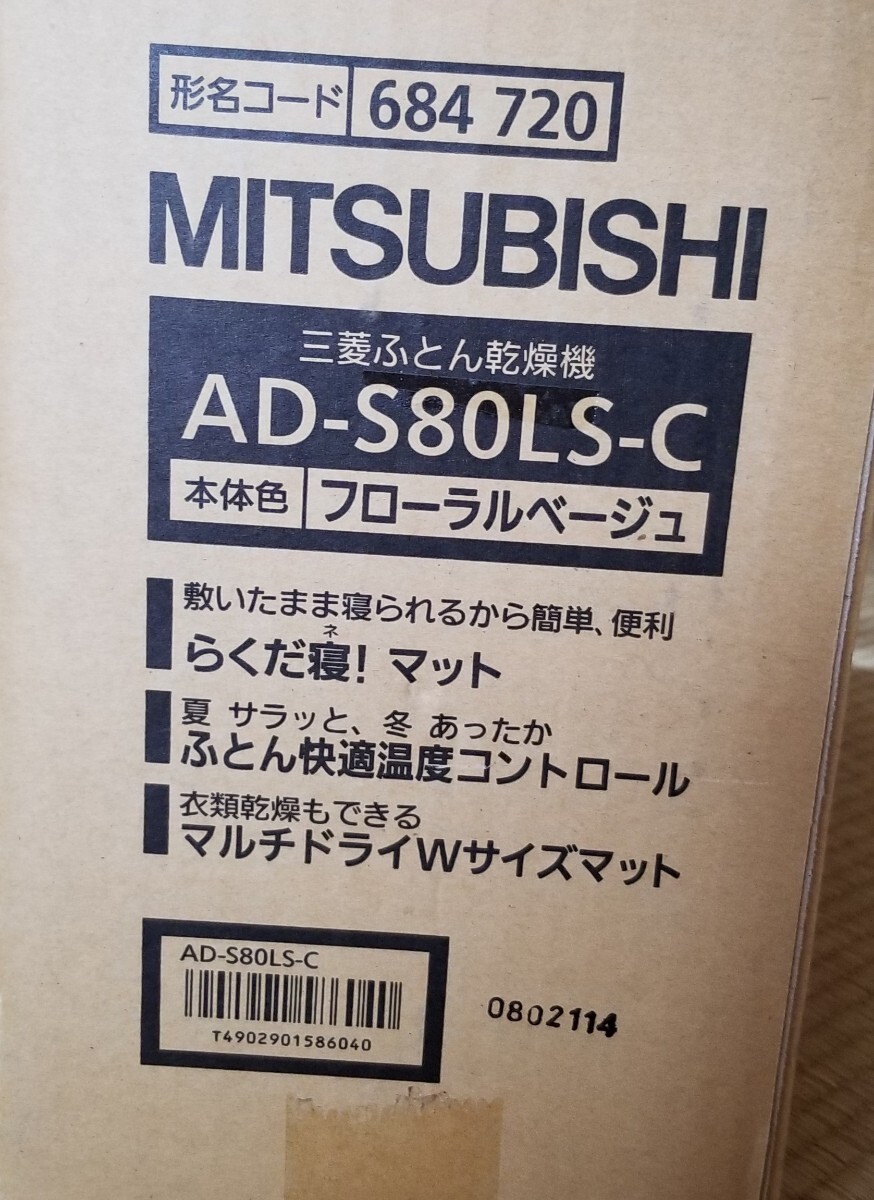 形名コード 684 720
MITSUBISHI
三菱ふとん乾燥機
AD-S80LS-C
本体色 フローラルベージュ
敷いたまま寝られるから簡単、便利
らくだ寝!マット
ネ
夏 サラッと、冬 あったか
ふとん快適温度コントロール
衣類乾燥もできる
マルチドライWサイズマット
AD-S80LS-C
T4902901586040
0802114